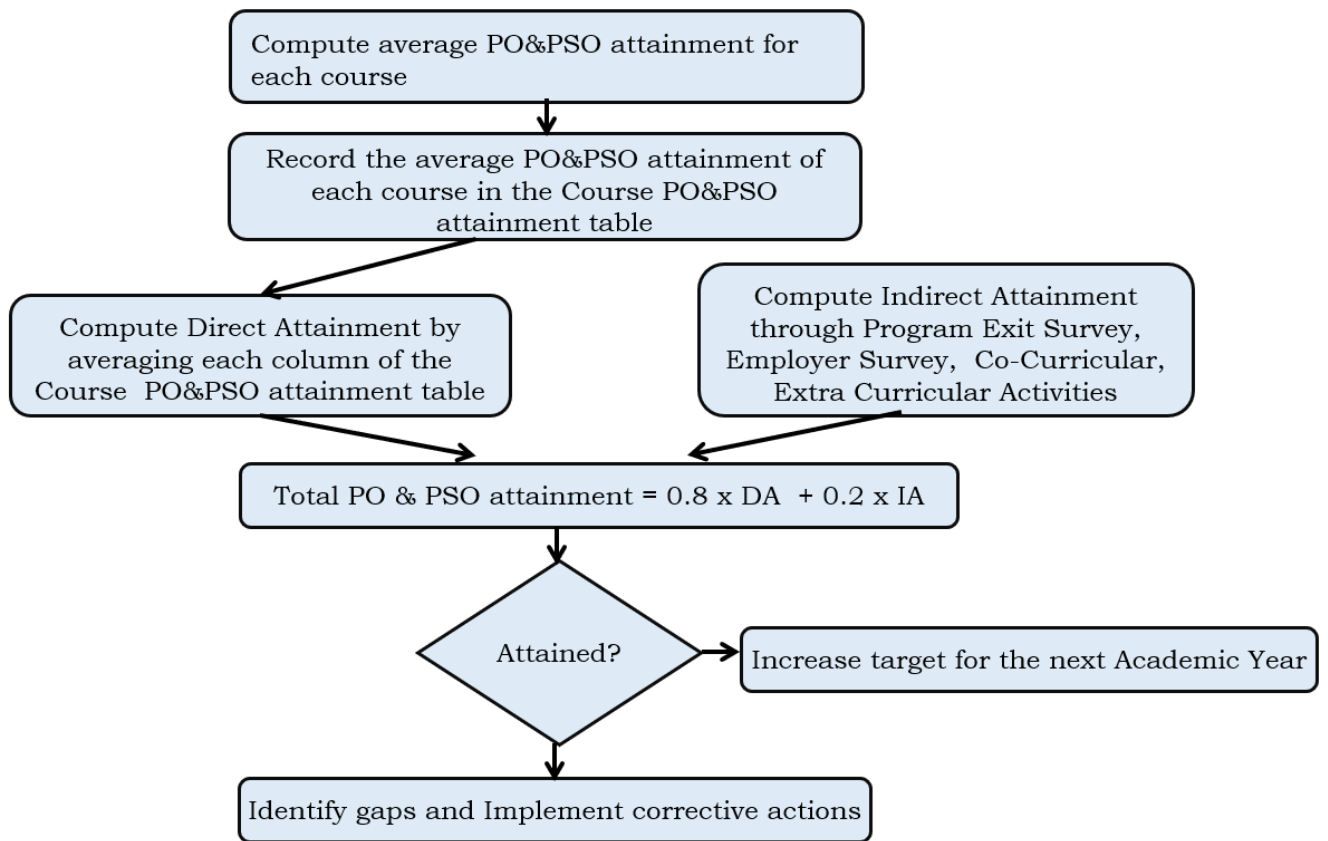 Compute average PO&PSO attainment for
each course
Record the average PO&PSO attainment of
each course in the Course PO&PSO
attainment table
Compute Direct Attainment by
averaging each column of the
Course PO&PSO attainment table
Compute Indirect Attainment
through Program Exit Survey,
Employer Survey, Co-Curricular,
Extra Curricular Activities
Total PO & PSO attainment = 0.8 x DA + 0.2 x IA
Attained?
Increase target for the next Academic Year
Identify gaps and Implement corrective actions